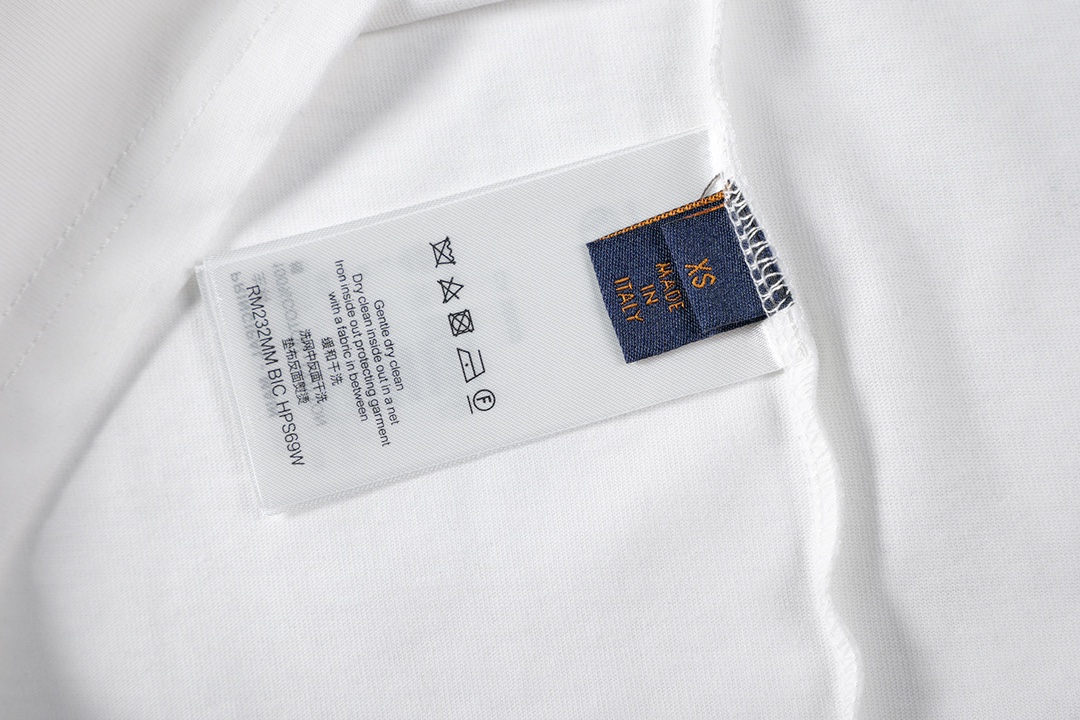 XS
MADE
IN
ITALY
F
Gentle dry clean
Dry clean inside out in a net
Iron inside out protecting garment
with a fabric in between
缓和干洗
洗网中反面干洗
垫布反面熨烫
RM232MM BIC HPS69W